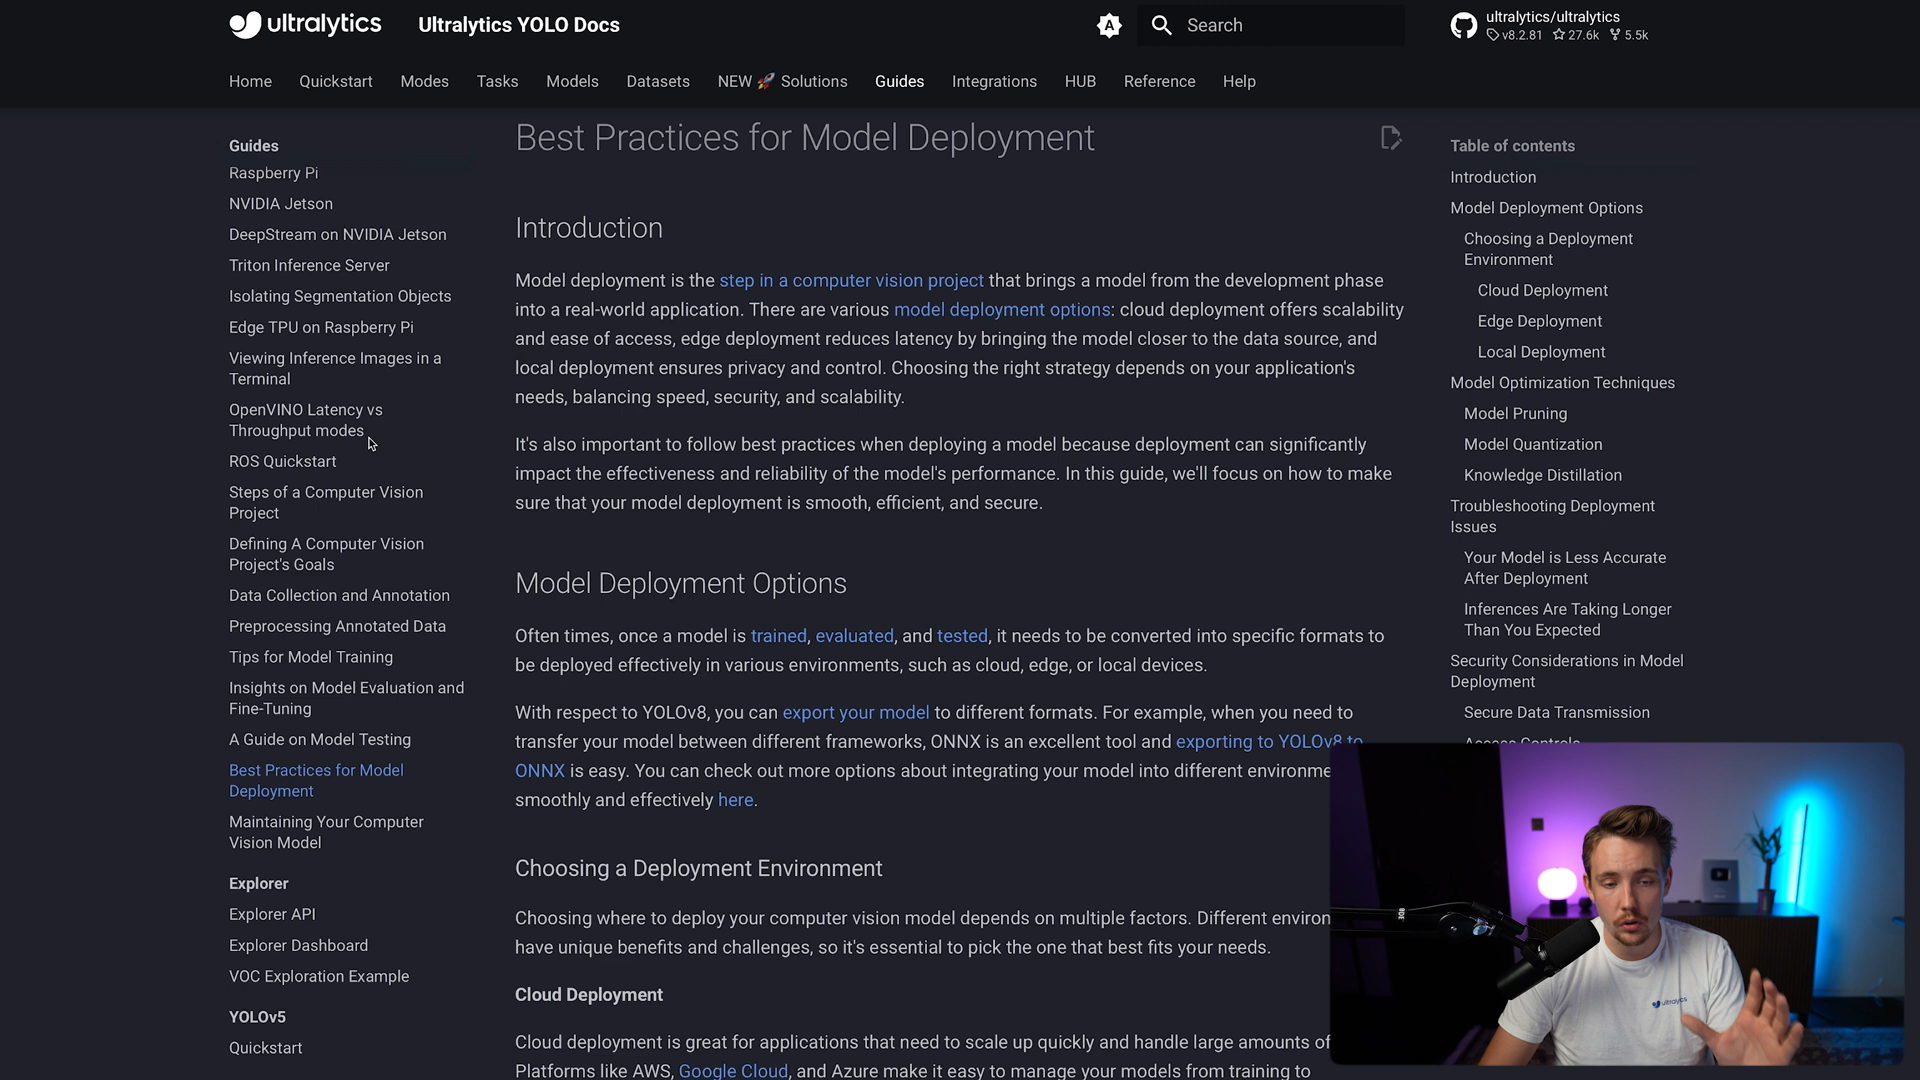 ultralytics
Ultralytics YOLO Docs
Search
ultralytics/ultralytics
v8.2.81 27.6k 5.5k
Home Quickstart Modes Tasks Models Datasets NEW 🚀 Solutions Guides Integrations HUB Reference Help
Guides
Raspberry Pi
NVIDIA Jetson
DeepStream on NVIDIA Jetson
Triton Inference Server
Isolating Segmentation Objects
Edge TPU on Raspberry Pi
Viewing Inference Images in a
Terminal
OpenVINO Latency vs
Throughput modes
ROS Quickstart
Steps of a Computer Vision
Project
Defining A Computer Vision
Project's Goals
Data Collection and Annotation
Preprocessing Annotated Data
Tips for Model Training
Insights on Model Evaluation and
Fine-Tuning
A Guide on Model Testing
Best Practices for Model
Deployment
Maintaining Your Computer
Vision Model
Explorer
Explorer API
Explorer Dashboard
VOC Exploration Example
YOLOv5
Quickstart
Best Practices for Model Deployment
Introduction
Model deployment is the step in a computer vision project that brings a model from the development phase
into a real-world application. There are various model deployment options: cloud deployment offers scalability
and ease of access, edge deployment reduces latency by bringing the model closer to the data source, and
local deployment ensures privacy and control. Choosing the right strategy depends on your application's
needs, balancing speed, security, and scalability.
It's also important to follow best practices when deploying a model because deployment can significantly
impact the effectiveness and reliability of the model's performance. In this guide, we'll focus on how to make
sure that your model deployment is smooth, efficient, and secure.
Model Deployment Options
Often times, once a model is trained, evaluated, and tested, it needs to be converted into specific formats to
be deployed effectively in various environments, such as cloud, edge, or local devices.
With respect to YOLOv8, you can export your model to different formats. For example, when you need to
transfer your model between different frameworks, ONNX is an excellent tool and exporting to YOLOv8 to
ONNX is easy. You can check out more options about integrating your model into different environme
smoothly and effectively here.
Choosing a Deployment Environment
Choosing where to deploy your computer vision model depends on multiple factors. Different environ
have unique benefits and challenges, so it's essential to pick the one that best fits your needs.
Cloud Deployment
Cloud deployment is great for applications that need to scale up quickly and handle large amounts of
Platforms like AWS, Google Cloud, and Azure make it easy to manage your models from training to
Table of contents
Introduction
Model Deployment Options
Choosing a Deployment
Environment
Cloud Deployment
Edge Deployment
Local Deployment
Model Optimization Techniques
Model Pruning
Model Quantization
Knowledge Distillation
Troubleshooting Deployment
Issues
Your Model is Less Accurate
After Deployment
Inferences Are Taking Longer
Than You Expected
Security Considerations in Model
Deployment
Secure Data Transmission
Access Controls
ultralytics